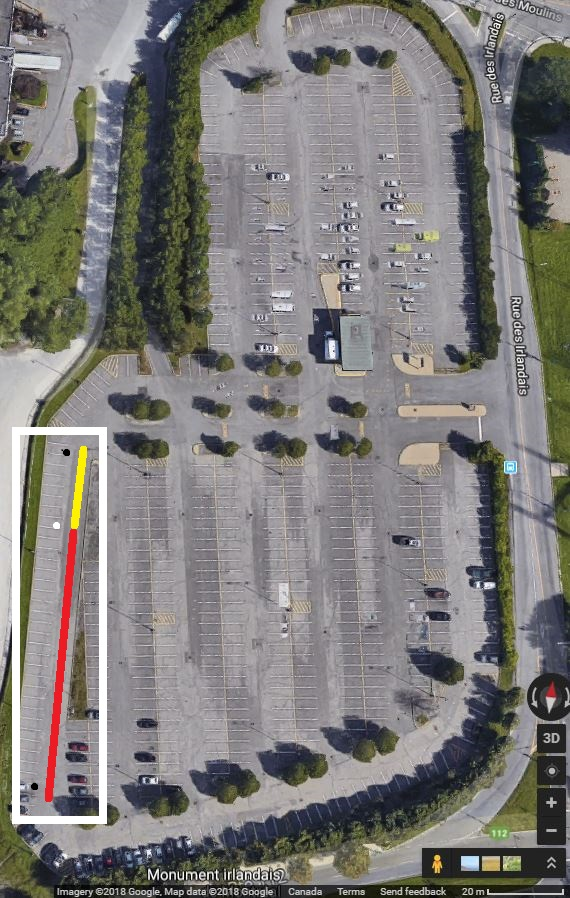 des Moulins
Rue des Irlandais
Rue des Irlandais
3D
+
−
112
Monument irlandais
Imagery ©2018 Google, Map data ©2018 Google Canada Terms Send feedback 20 m